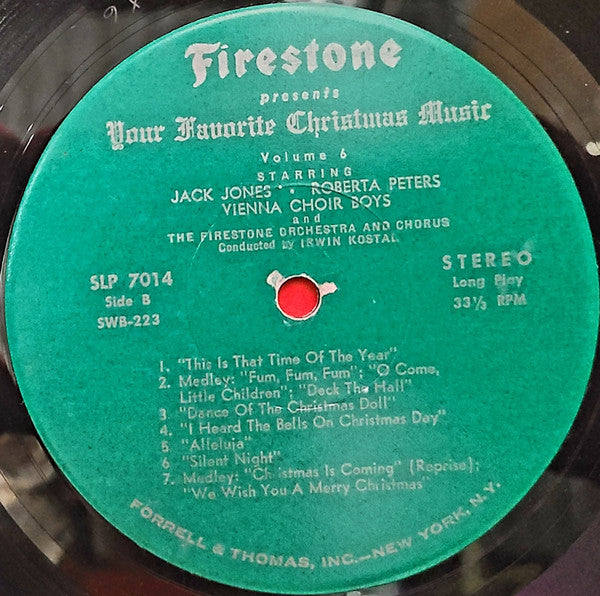 Firestone
presents
Your Favorite Christmas Music
Volume 6
STARRING
JACK JONES • ROBERTA PETERS
VIENNA CHOIR BOYS
and
THE FIRESTONE ORCHESTRA AND CHORUS
Conducted by IRWIN KOSTAL
SLP 7014
Side B
SWB-223
STEREO
Long Play
33⅓ RPM
1. "This Is That Time Of The Year"
2. Medley: "Fum, Fum, Fum"; "O Come,
Little Children"; "Deck The Hall"
3. "Dance Of The Christmas Doll"
4. "I Heard The Bells On Christmas Day"
5 "Alleluja"
6 "Silent Night"
7. Medley: "Christmas Is Coming" (Reprise);
"We Wish You A Merry Christmas"
FORRELL & THOMAS, INC.—NEW YORK, N.Y.